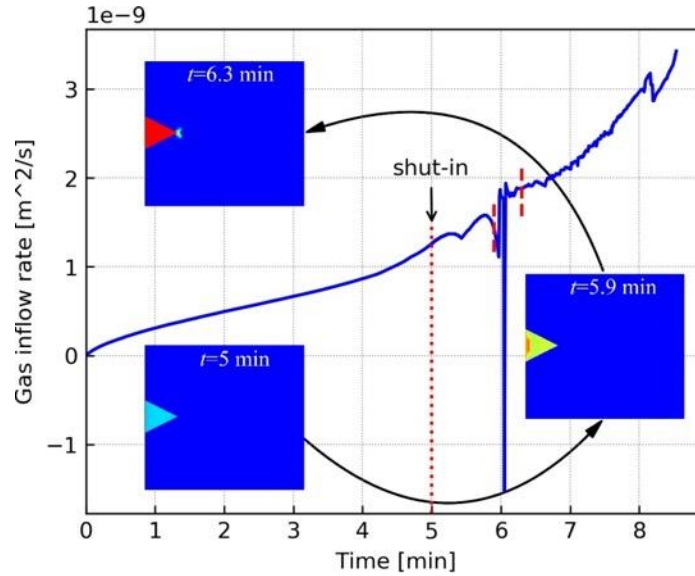 1e−9
t=6.3 min
3
shut-in
2
1
t=5.9 min
0
t=5 min
−1
Gas inflow rate [m^2/s]
0 1 2 3 4 5 6 7 8
Time [min]